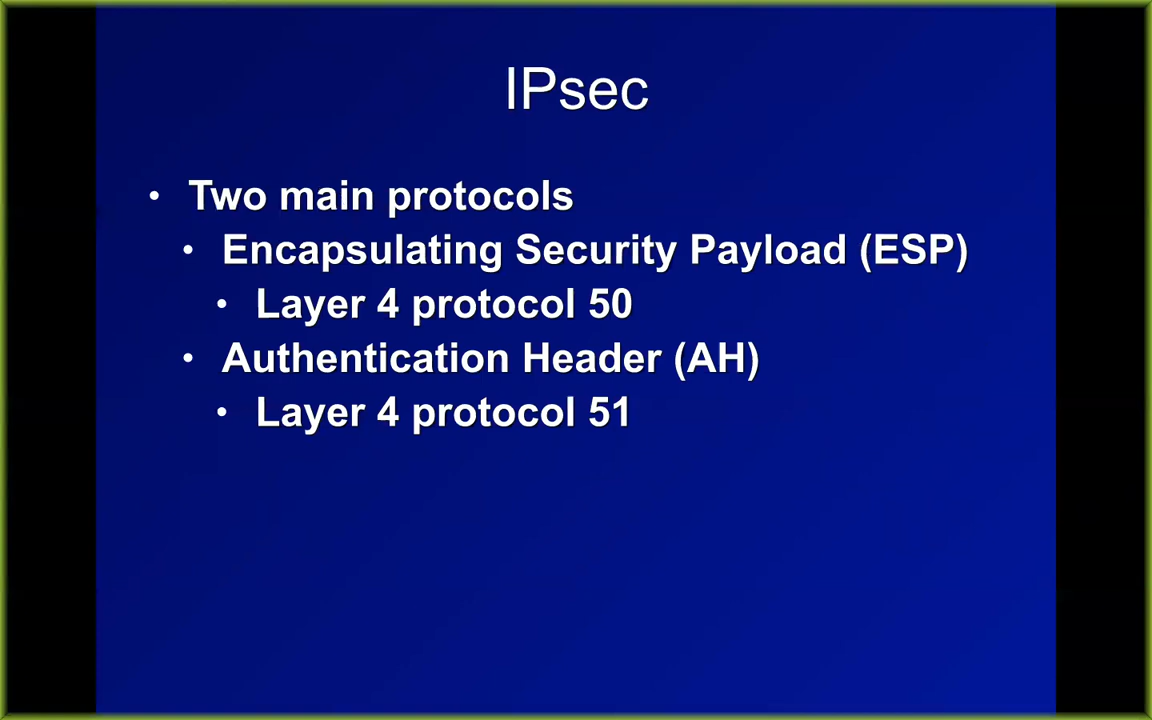 IPsec
• Two main protocols
• Encapsulating Security Payload (ESP)
• Layer 4 protocol 50
• Authentication Header (AH)
• Layer 4 protocol 51